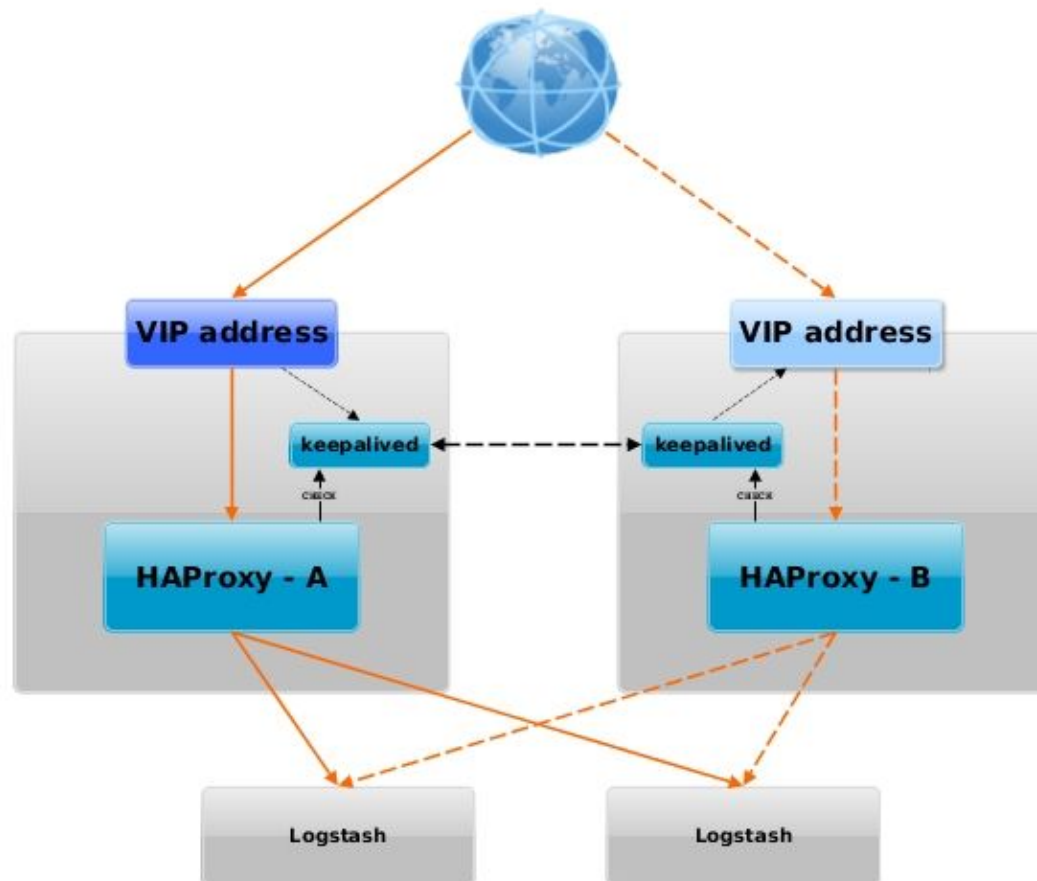 VIP address
VIP address
keepalived
keepalived
CHECK
CHECK
HAProxy - A
HAProxy - B
Logstash
Logstash